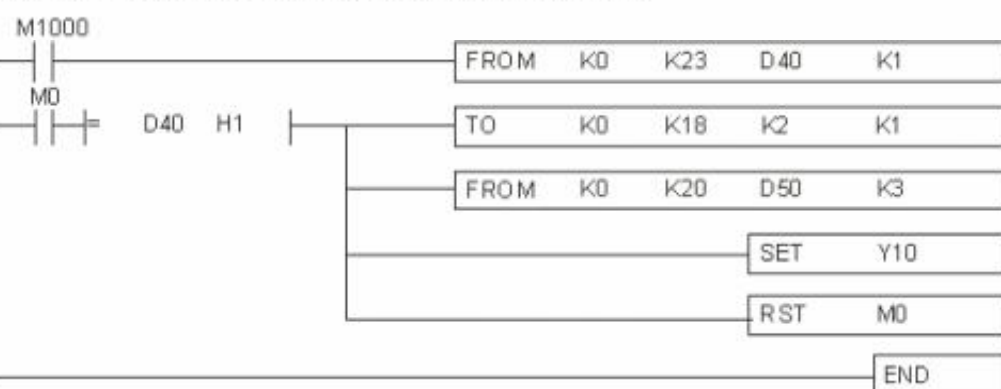 M1000
FROM K0 K23 D40 K1
M0
= D40 H1
TO K0 K18 K2 K1
FROM K0 K20 D50 K3
SET Y10
RST M0
END